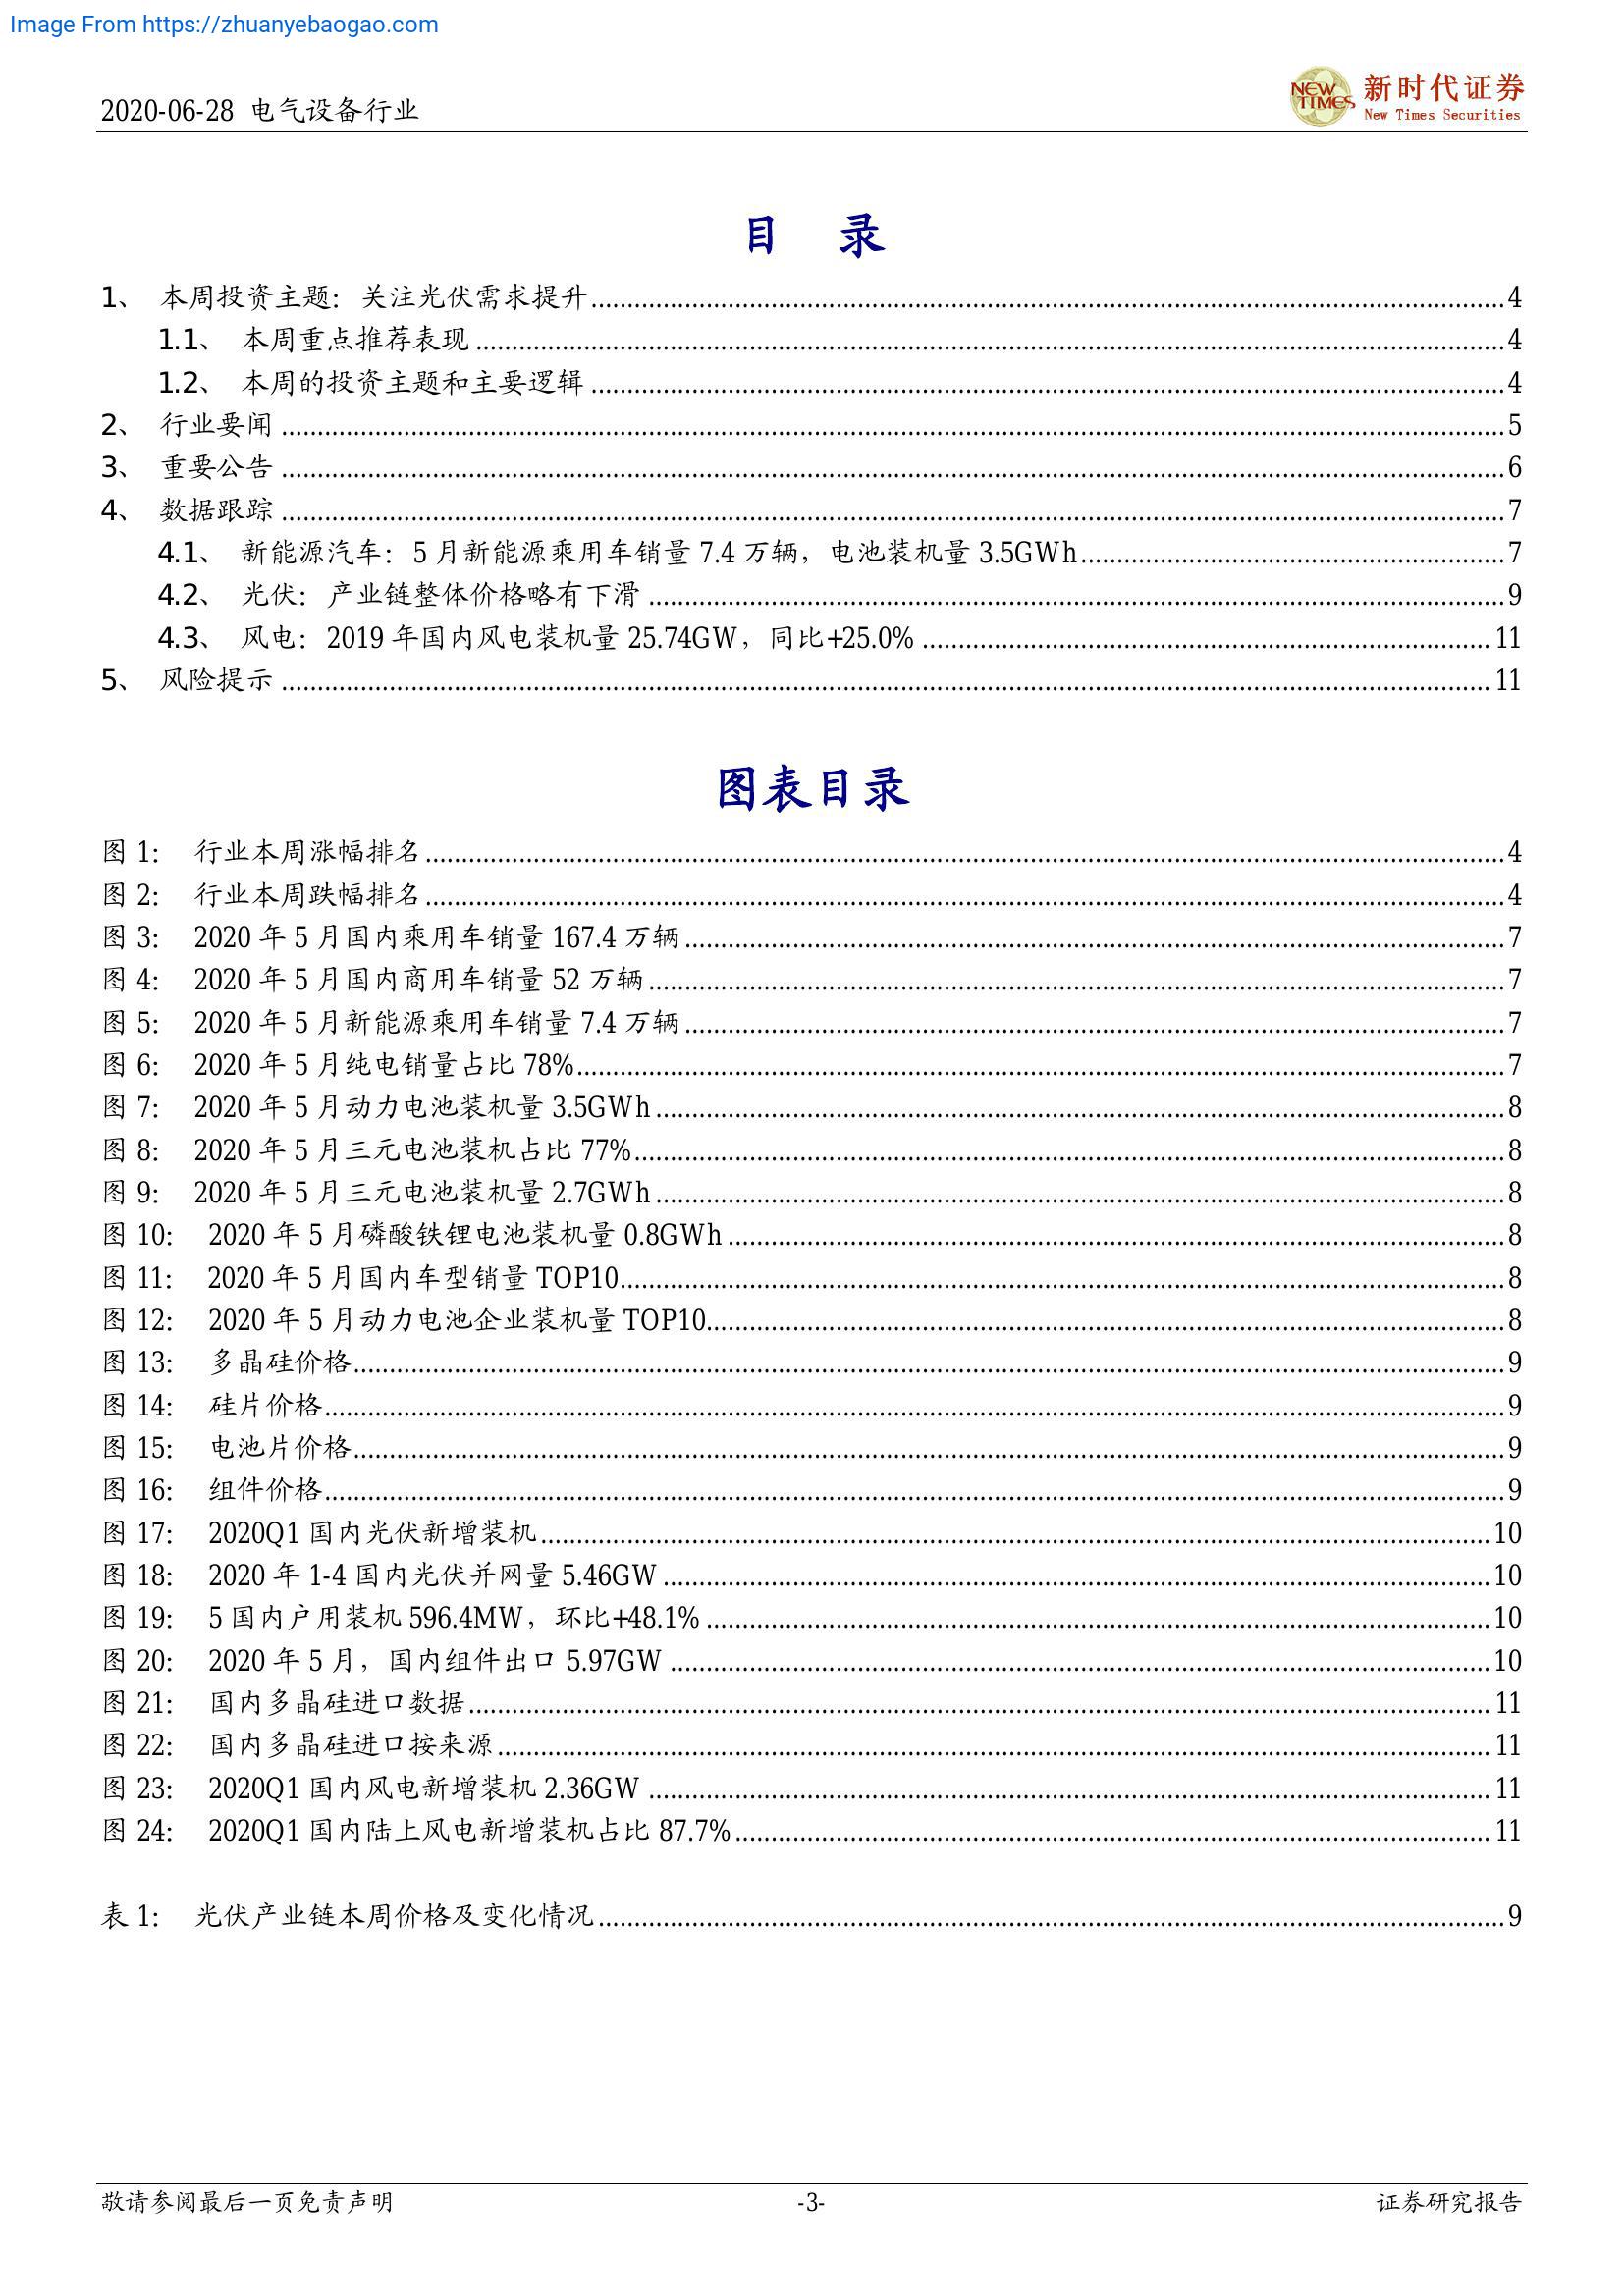 Image From https://zhuanyebaogao.com
2020-06-28 电气设备行业
NEW TIMES 新时代证券
New Times Securities
目 录
1、 本周投资主题：关注光伏需求提升 4
1.1、 本周重点推荐表现 4
1.2、 本周的投资主题和主要逻辑 4
2、 行业要闻 5
3、 重要公告 6
4、 数据跟踪 7
4.1、 新能源汽车：5 月新能源乘用车销量 7.4 万辆，电池装机量 3.5GWh 7
4.2、 光伏：产业链整体价格略有下滑 9
4.3、 风电：2019 年国内风电装机量 25.74GW，同比+25.0% 11
5、 风险提示 11
图表目录
图 1： 行业本周涨幅排名 4
图 2： 行业本周跌幅排名 4
图 3： 2020 年 5 月国内乘用车销量 167.4 万辆 7
图 4： 2020 年 5 月国内商用车销量 52 万辆 7
图 5： 2020 年 5 月新能源乘用车销量 7.4 万辆 7
图 6： 2020 年 5 月纯电销量占比 78% 7
图 7： 2020 年 5 月动力电池装机量 3.5GWh 8
图 8： 2020 年 5 月三元电池装机占比 77% 8
图 9： 2020 年 5 月三元电池装机量 2.7GWh 8
图 10： 2020 年 5 月磷酸铁锂电池装机量 0.8GWh 8
图 11： 2020 年 5 月国内车型销量 TOP10 8
图 12： 2020 年 5 月动力电池企业装机量 TOP10 8
图 13： 多晶硅价格 9
图 14： 硅片价格 9
图 15： 电池片价格 9
图 16： 组件价格 9
图 17： 2020Q1 国内光伏新增装机 10
图 18： 2020 年 1-4 国内光伏并网量 5.46GW 10
图 19： 5 国内户用装机 596.4MW，环比+48.1% 10
图 20： 2020 年 5 月，国内组件出口 5.97GW 10
图 21： 国内多晶硅进口数据 11
图 22： 国内多晶硅进口按来源 11
图 23： 2020Q1 国内风电新增装机 2.36GW 11
图 24： 2020Q1 国内陆上风电新增装机占比 87.7% 11
表 1： 光伏产业链本周价格及变化情况 9
敬请参阅最后一页免责声明 -3- 证券研究报告